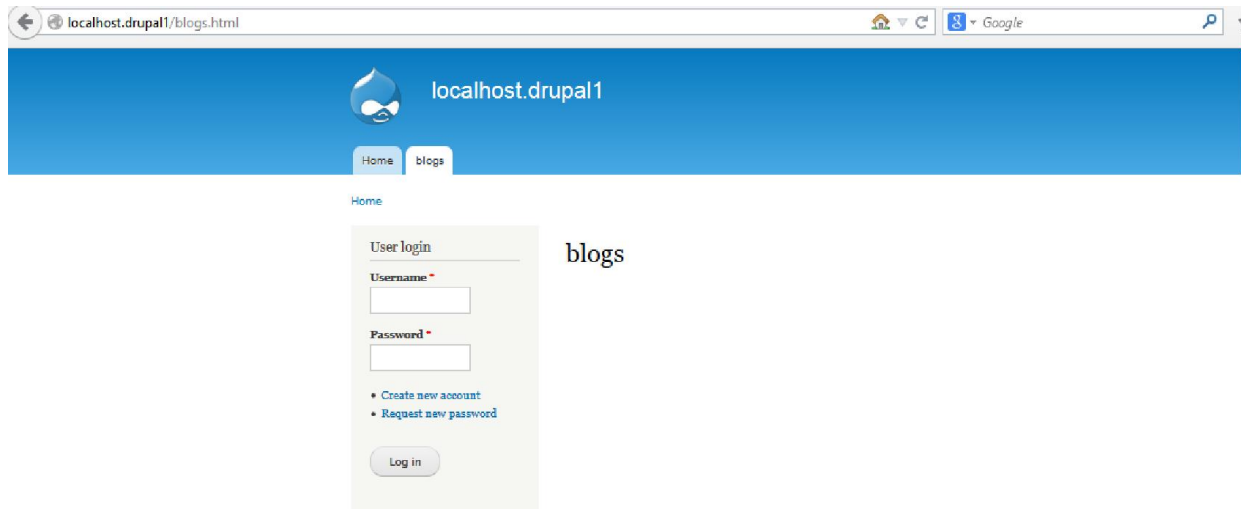 localhost.drupal1/blogs.html
Google
localhost.drupal1
Home blogs
Home
User login
blogs
Username *
Password *
• Create new account
• Request new password
Log in